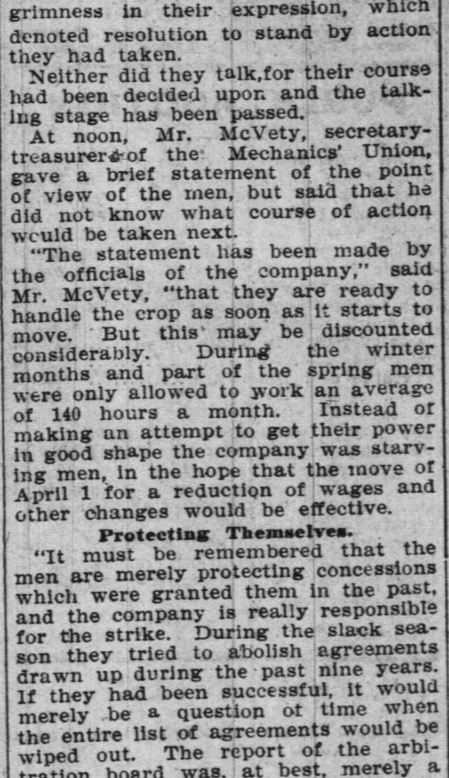 grimness in their expression, which
denoted resolution to stand by action
they had taken.
Neither did they talk, for their course
had been decided upon and the talk-
ing stage has been passed.
At noon, Mr. McVety, secretary-
treasurer of the Mechanics' Union,
gave a brief statement of the point
of view of the men, but said that he
did not know what course of action
would be taken next.
"The statement has been made by
the officials of the company," said
Mr. McVety, "that they are ready to
handle the crop as soon as it starts to
move. But this may be discounted
considerably. During the winter
months and part of the spring men
were only allowed to work an average
of 140 hours a month. Instead of
making an attempt to get their power
in good shape the company was starv-
ing men, in the hope that the move of
April 1 for a reduction of wages and
other changes would be effective.
Protecting Themselves.
"It must be remembered that the
men are merely protecting concessions
which were granted them in the past,
and the company is really responsible
for the strike. During the slack sea-
son they tried to abolish agreements
drawn up during the past nine years.
If they had been successful, it would
merely be a question of time when
the entire list of agreements would be
wiped out. The report of the arbi-
tration board was, at best, merely a